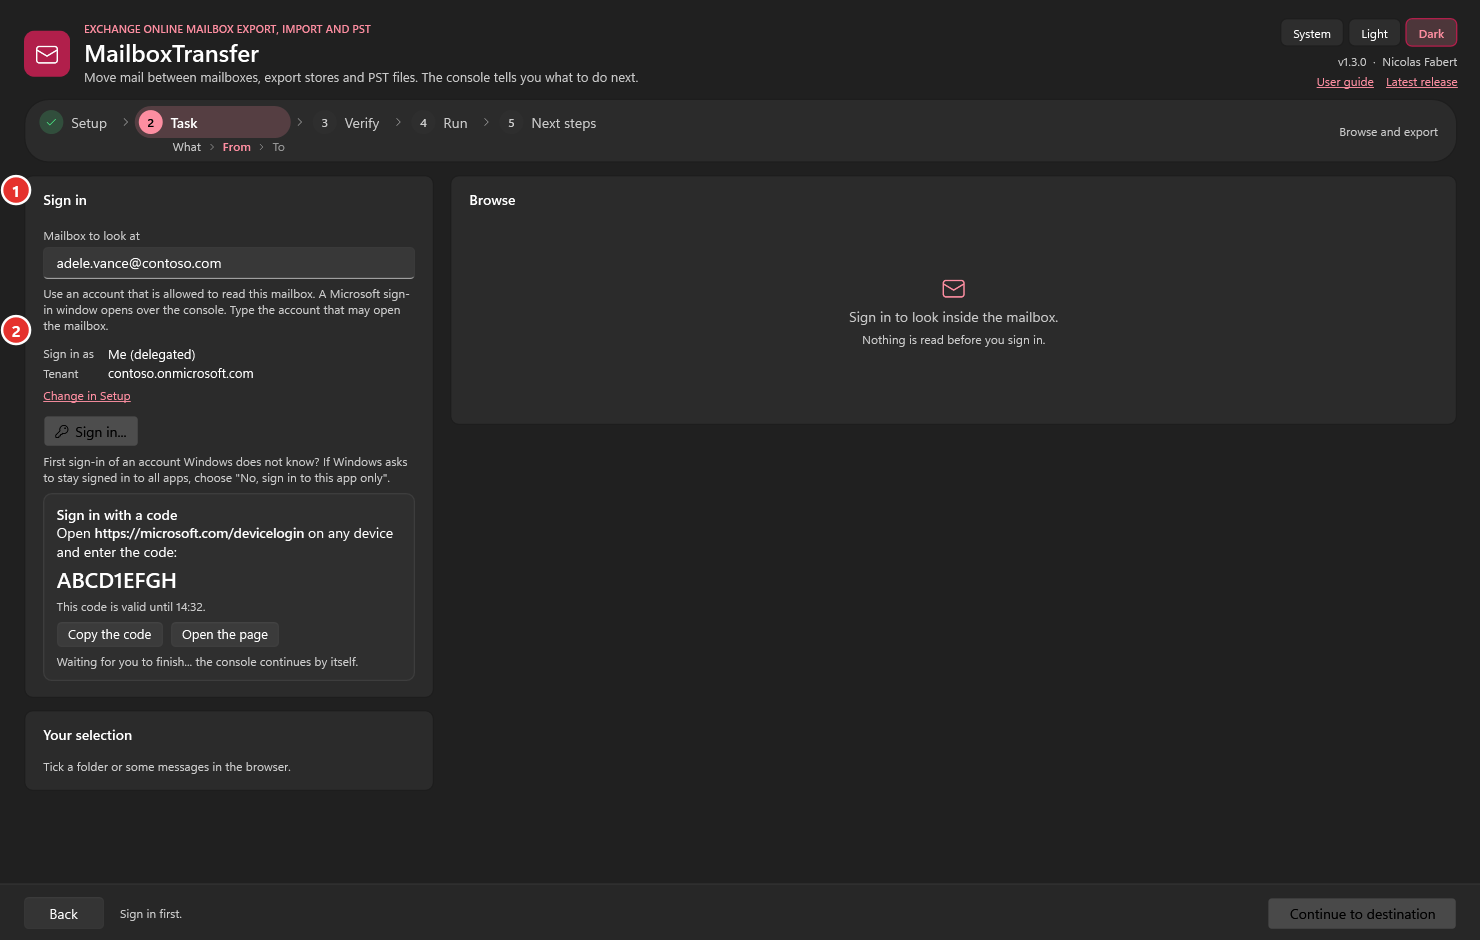 EXCHANGE ONLINE MAILBOX EXPORT, IMPORT AND PST
MailboxTransfer
Move mail between mailboxes, export stores and PST files. The console tells you what to do next.
System Light Dark
v1.3.0 · Nicolas Fabert
User guide Latest release
Setup > 2 Task > 3 Verify > 4 Run > 5 Next steps
What > From > To
Browse and export
1
Sign in
Mailbox to look at
adele.vance@contoso.com
Use an account that is allowed to read this mailbox. A Microsoft sign-
in window opens over the console. Type the account that may open
the mailbox.
2
Sign in as Me (delegated)
Tenant contoso.onmicrosoft.com
Change in Setup
Sign in...
First sign-in of an account Windows does not know? If Windows asks
to stay signed in to all apps, choose "No, sign in to this app only".
Sign in with a code
Open https://microsoft.com/devicelogin on any device
and enter the code:
ABCD1EFGH
This code is valid until 14:32.
Copy the code Open the page
Waiting for you to finish... the console continues by itself.
Your selection
Tick a folder or some messages in the browser.
Browse
Sign in to look inside the mailbox.
Nothing is read before you sign in.
Back Sign in first.
Continue to destination